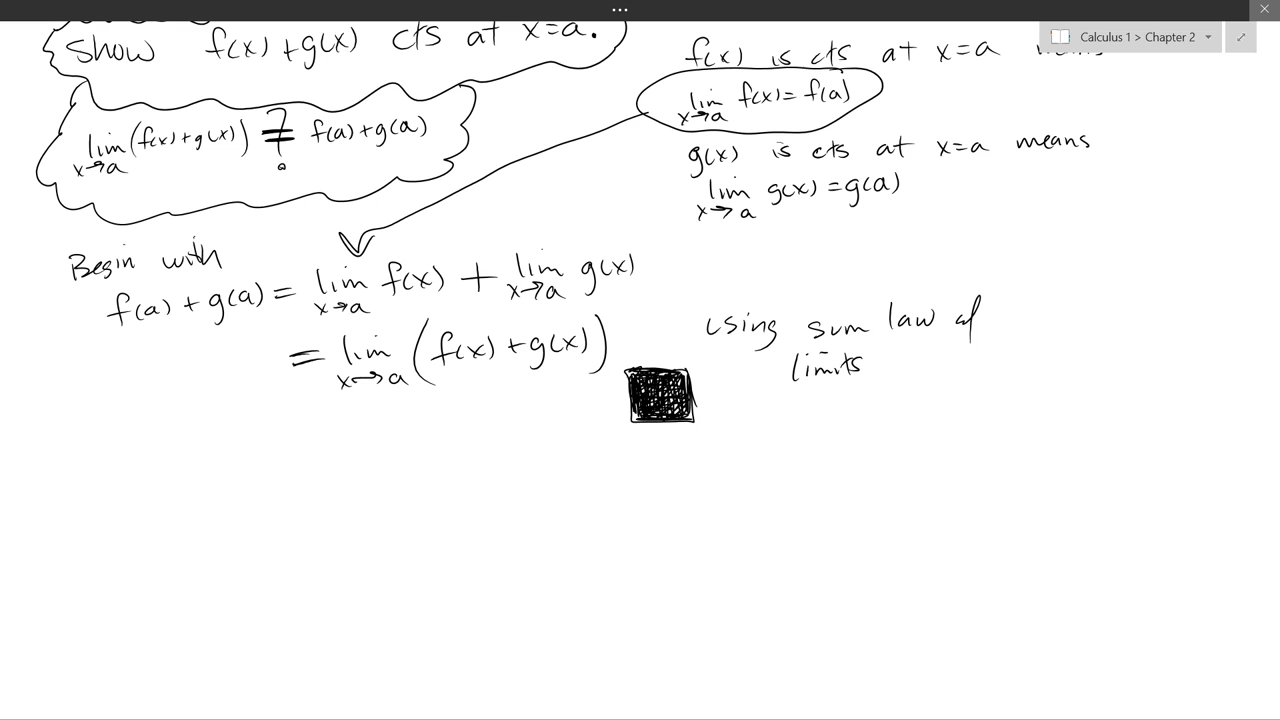 Calculus 1 > Chapter 2
show f(x)+g(x) cts at x=a.
lim x→a (f(x)+g(x)) ?= f(a)+g(a)
f(x) is cts at x=a means
lim x→a f(x)=f(a)
g(x) is cts at x=a means
lim x→a g(x)=g(a)
Begin with
f(a)+g(a)= lim x→a f(x) + lim x→a g(x)
= lim x→a (f(x)+g(x))
using sum law of
limits